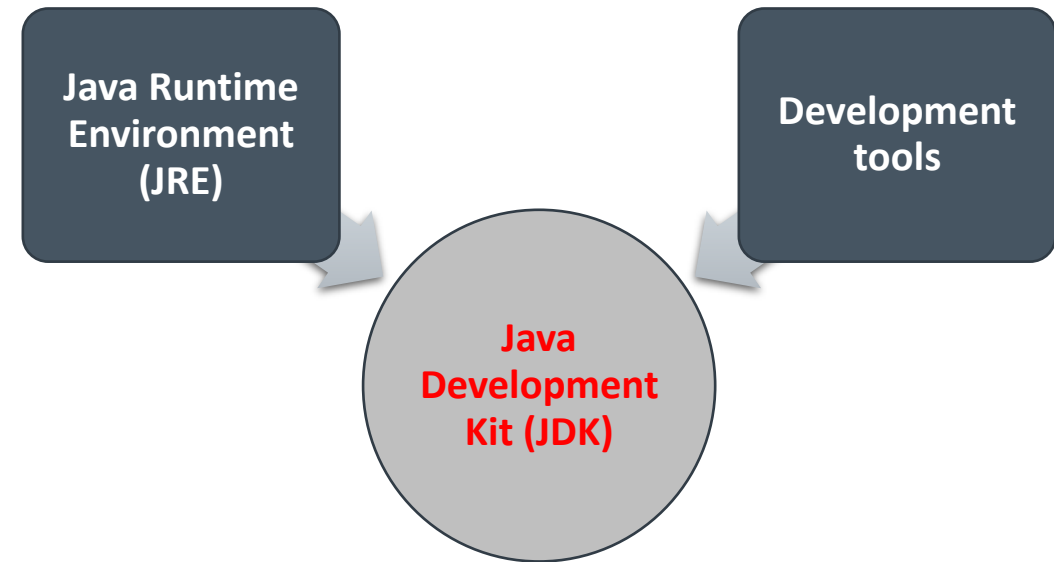 Java Runtime
Environment
(JRE)
Development
tools
Java
Development
Kit (JDK)